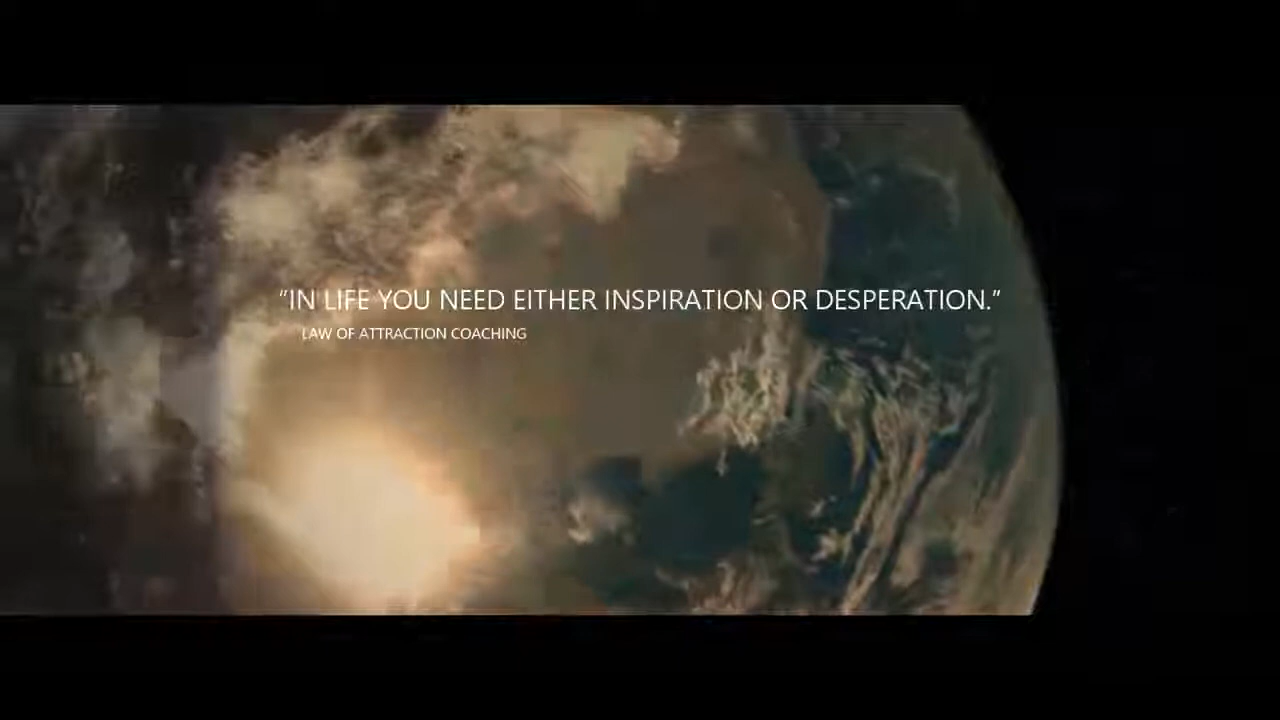 “IN LIFE YOU NEED EITHER INSPIRATION OR DESPERATION.”
LAW OF ATTRACTION COACHING